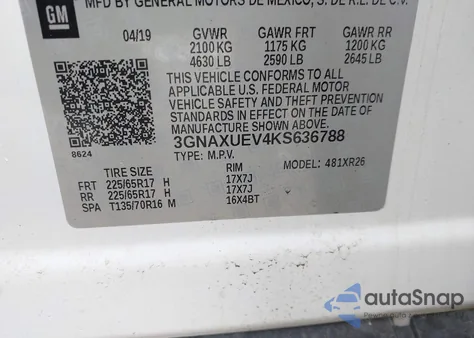 MFD BY GENERAL MOTORS DE MEXICO, S. DE R.L. DE C.V.
GM
04/19 GVWR GAWR FRT GAWR RR
2100 KG 1175 KG 1200 KG
4630 LB 2590 LB 2645 LB
THIS VEHICLE CONFORMS TO ALL
APPLICABLE U.S. FEDERAL MOTOR
VEHICLE SAFETY AND THEFT PREVENTION
STANDARDS IN EFFECT ON THE DATE OF
MANUFACTURE SHOWN ABOVE.
3GNAXUEV4KS636788
8624
TYPE: M.P.V. 481XR26
TIRE SIZE RIM
FRT 225/65R17 H 17X7J
RR 225/65R17 H 17X7J
SPA T135/70R16 M 16X4BT
autoSnap